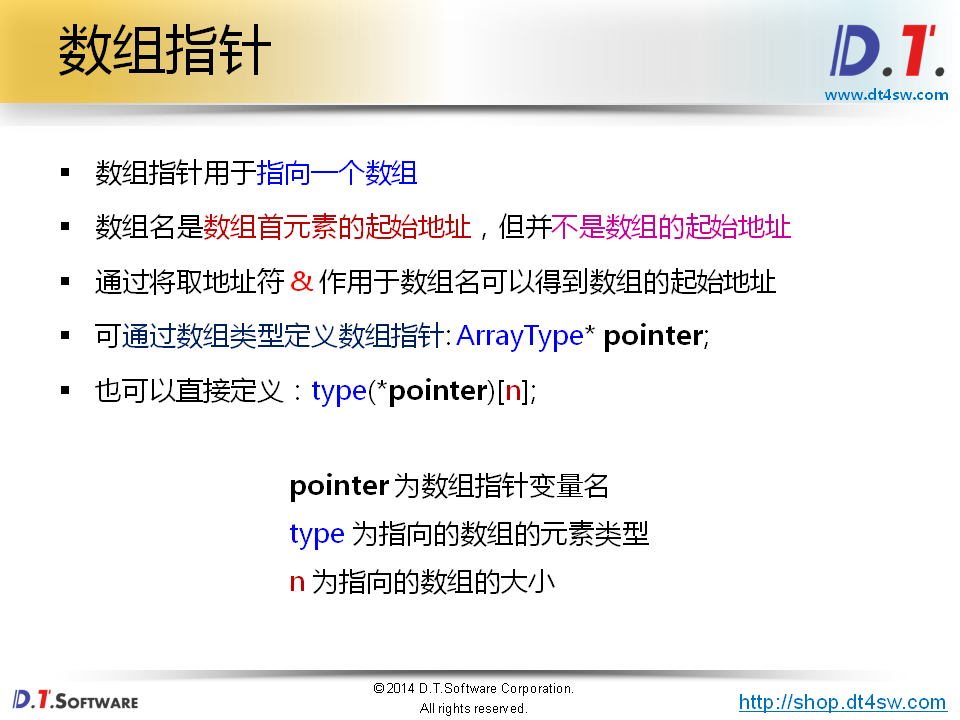 数组指针
D.T.
www.dt4sw.com
▪ 数组指针用于指向一个数组
▪ 数组名是数组首元素的起始地址，但并不是数组的起始地址
▪ 通过将取地址符 & 作用于数组名可以得到数组的起始地址
▪ 可通过数组类型定义数组指针: ArrayType* pointer;
▪ 也可以直接定义：type(*pointer)[n];
pointer 为数组指针变量名
type 为指向的数组的元素类型
n 为指向的数组的大小
D.T.SOFTWARE
©2014 D.T.Software Corporation.
All rights reserved.
http://shop.dt4sw.com